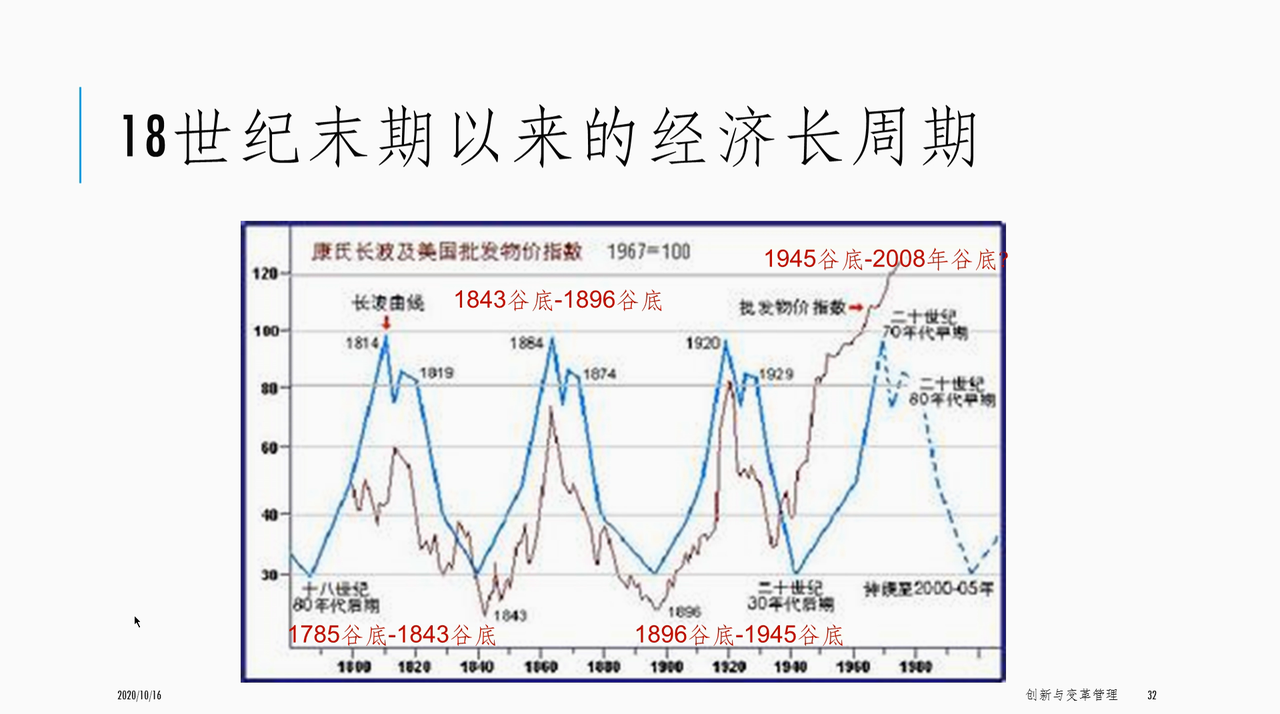 18世纪末期以来的经济长周期
康氏长波及美国批发物价指数 1967=100
1945谷底-2008年谷底?
120
长波曲线
1843谷底-1896谷底
批发物价指数
二十世纪
70年代早期
100
1814
1864
1920
1819
1874
1929
80
二十世纪
80年代早期
60
40
30
十八世纪
80年代后期
1843
1896
二十世纪
30年代后期
持续至2000-05年
1785谷底-1843谷底
1896谷底-1945谷底
1800 1820 1840 1860 1880 1900 1920 1940 1960 1980
2020/10/16
创新与变革管理
32